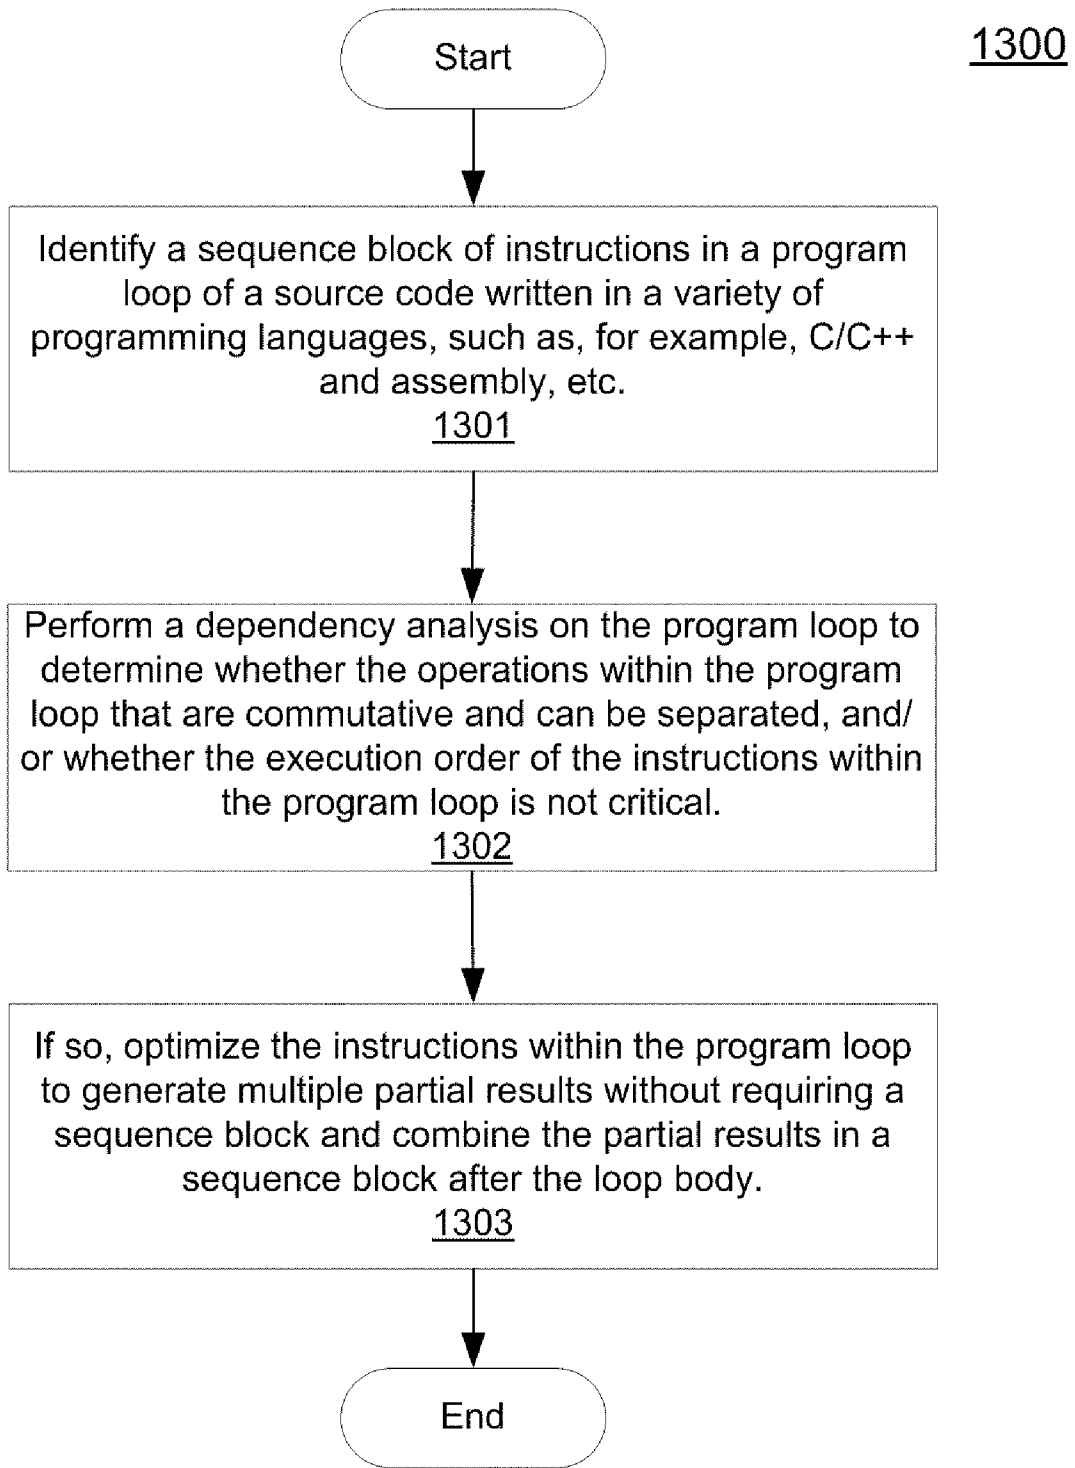 1300
Start
Identify a sequence block of instructions in a program
loop of a source code written in a variety of
programming languages, such as, for example, C/C++
and assembly, etc.
1301
Perform a dependency analysis on the program loop to
determine whether the operations within the program
loop that are commutative and can be separated, and/
or whether the execution order of the instructions within
the program loop is not critical.
1302
If so, optimize the instructions within the program loop
to generate multiple partial results without requiring a
sequence block and combine the partial results in a
sequence block after the loop body.
1303
End